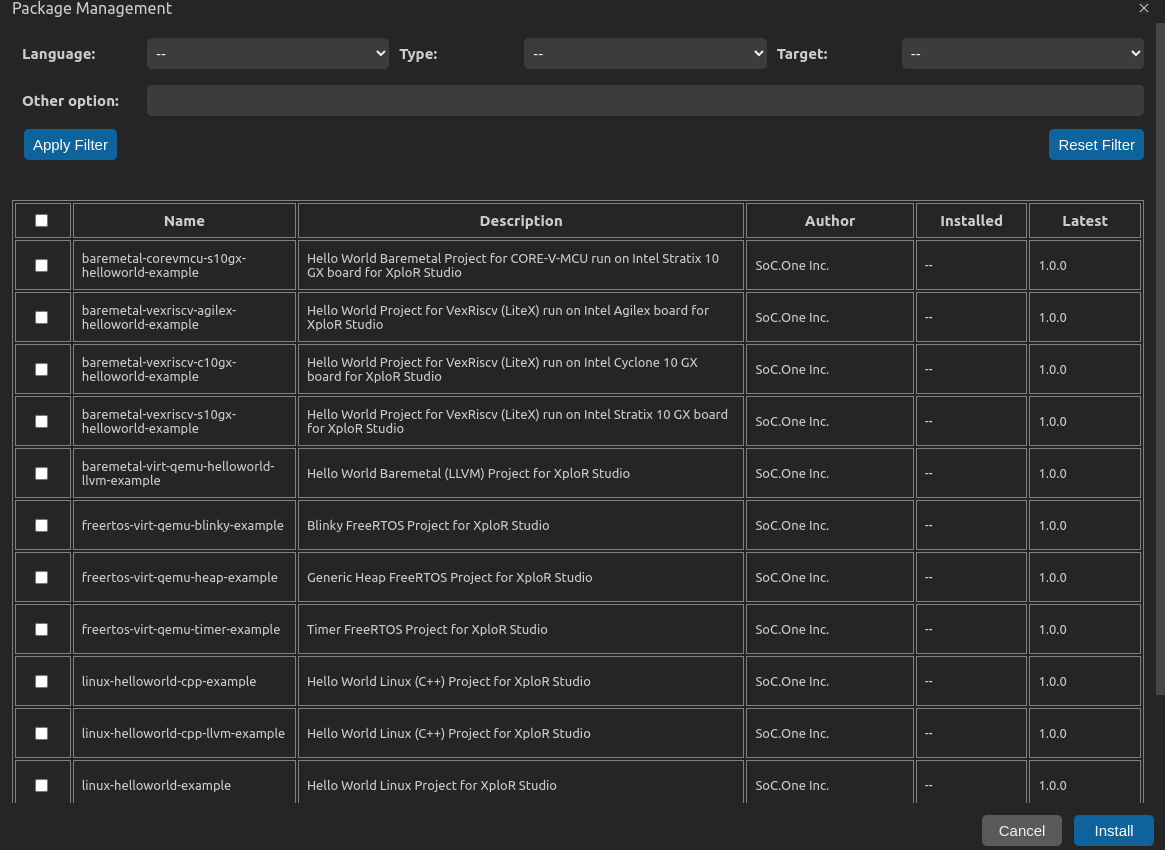 Package Management ×
Language: -- Type: -- Target: --
Other option:
Apply Filter Reset Filter
Name Description Author Installed Latest
baremetal-corevmcu-s10gx-
helloworld-example
Hello World Baremetal Project for CORE-V-MCU run on Intel Stratix 10
GX board for XploR Studio
SoC.One Inc. -- 1.0.0
baremetal-vexriscv-agilex-
helloworld-example
Hello World Project for VexRiscv (LiteX) run on Intel Agilex board for
XploR Studio
SoC.One Inc. -- 1.0.0
baremetal-vexriscv-c10gx-
helloworld-example
Hello World Project for VexRiscv (LiteX) run on Intel Cyclone 10 GX
board for XploR Studio
SoC.One Inc. -- 1.0.0
baremetal-vexriscv-s10gx-
helloworld-example
Hello World Project for VexRiscv (LiteX) run on Intel Stratix 10 GX board
for XploR Studio
SoC.One Inc. -- 1.0.0
baremetal-virt-qemu-helloworld-
llvm-example
Hello World Baremetal (LLVM) Project for XploR Studio
SoC.One Inc. -- 1.0.0
freertos-virt-qemu-blinky-example Blinky FreeRTOS Project for XploR Studio SoC.One Inc. -- 1.0.0
freertos-virt-qemu-heap-example Generic Heap FreeRTOS Project for XploR Studio SoC.One Inc. -- 1.0.0
freertos-virt-qemu-timer-example Timer FreeRTOS Project for XploR Studio SoC.One Inc. -- 1.0.0
linux-helloworld-cpp-example Hello World Linux (C++) Project for XploR Studio SoC.One Inc. -- 1.0.0
linux-helloworld-cpp-llvm-example Hello World Linux (C++) Project for XploR Studio SoC.One Inc. -- 1.0.0
linux-helloworld-example Hello World Linux Project for XploR Studio SoC.One Inc. -- 1.0.0
Cancel Install